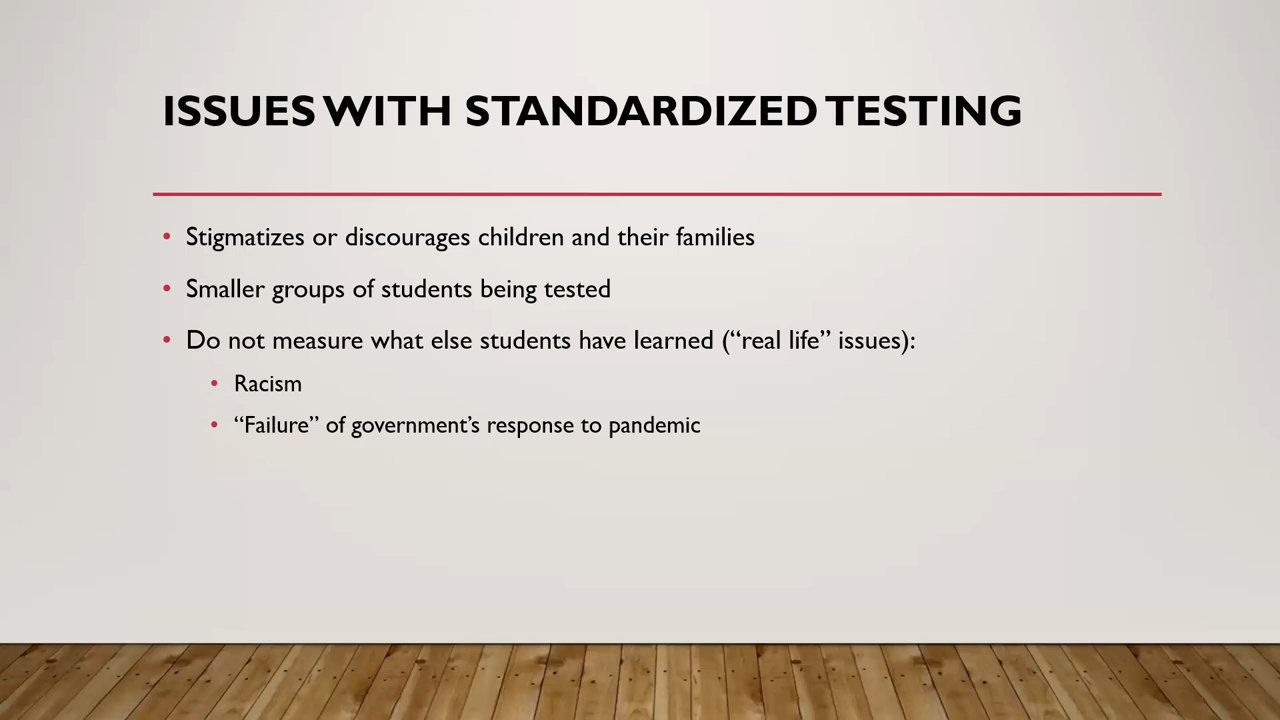 ISSUES WITH STANDARDIZED TESTING
• Stigmatizes or discourages children and their families
• Smaller groups of students being tested
• Do not measure what else students have learned (“real life” issues):
• Racism
• “Failure” of government’s response to pandemic